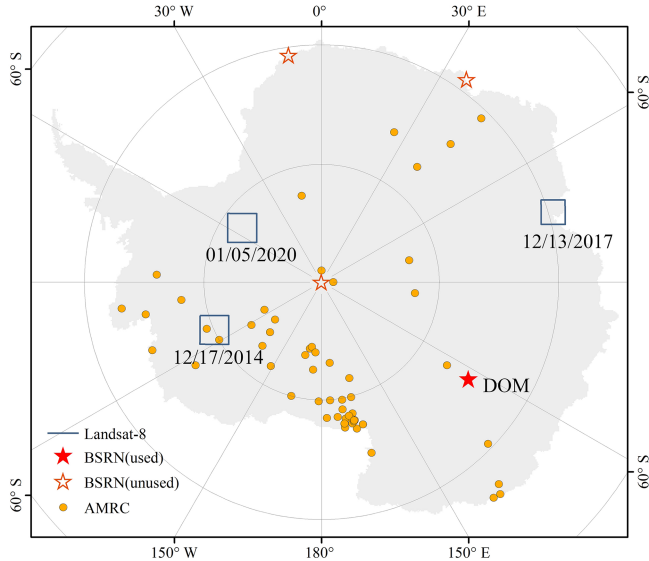 30° W
0°
30° E
60° S
60° S
01/05/2020
12/13/2017
12/17/2014
DOM
Landsat-8
BSRN(used)
BSRN(unused)
AMRC
60° S
60° S
150° W
180°
150° E